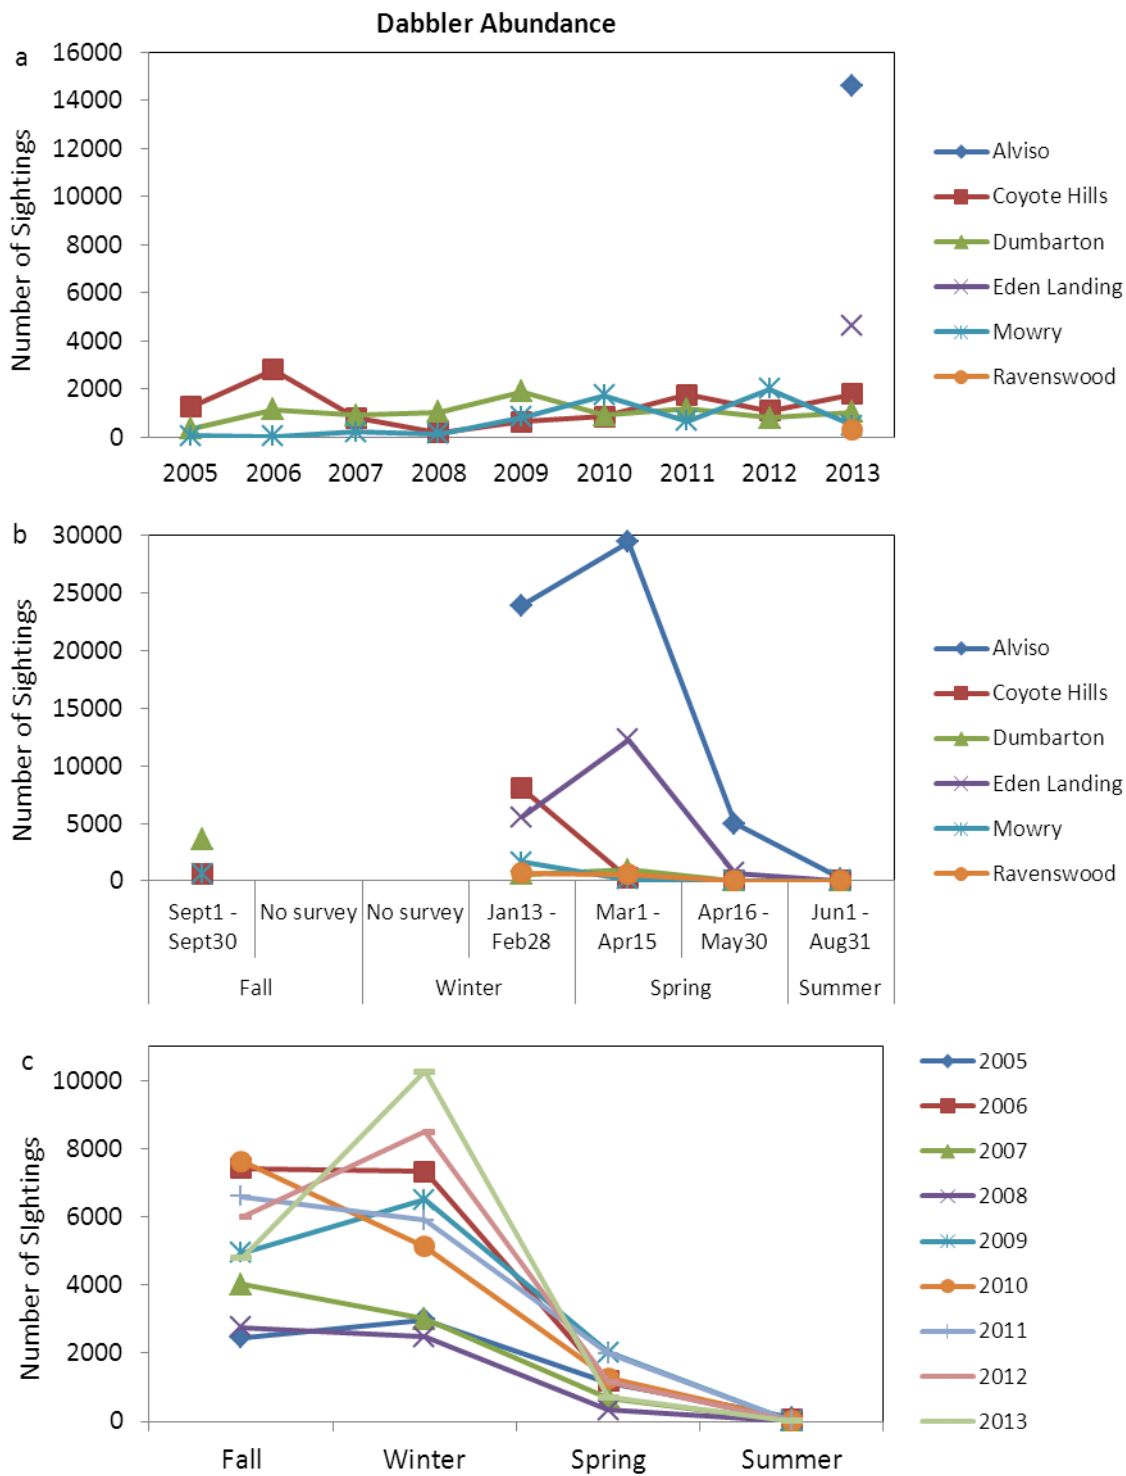 Dabbler Abundance
a
16000
14000
12000
10000
8000
6000
4000
2000
0
Number of Sightings
2005 2006 2007 2008 2009 2010 2011 2012 2013
Alviso
Coyote Hills
Dumbarton
Eden Landing
Mowry
Ravenswood
b
30000
25000
20000
15000
10000
5000
0
Number of Sightings
Sept1 - No survey No survey Jan13 - Mar1 - Apr16 - Jun1 -
Sept30 Feb28 Apr15 May30 Aug31
Fall Winter Spring Summer
Alviso
Coyote Hills
Dumbarton
Eden Landing
Mowry
Ravenswood
c
10000
8000
6000
4000
2000
0
Number of SIghtings
Fall Winter Spring Summer
2005
2006
2007
2008
2009
2010
2011
2012
2013